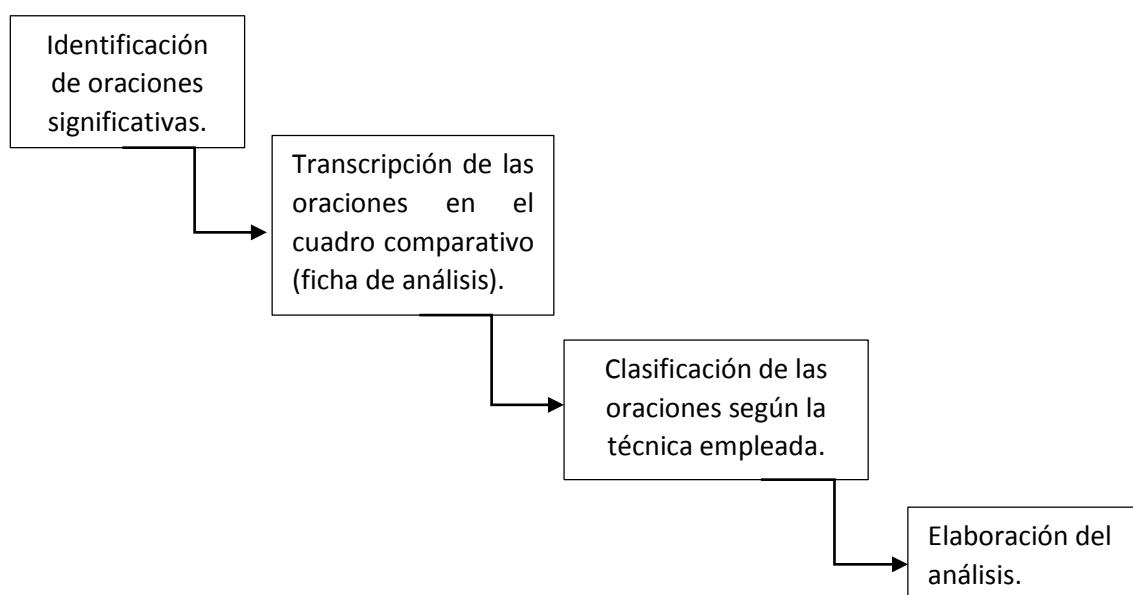 Identificación
de oraciones
significativas.
Transcripción de las
oraciones en el
cuadro comparativo
(ficha de análisis).
Clasificación de las
oraciones según la
técnica empleada.
Elaboración del
análisis.